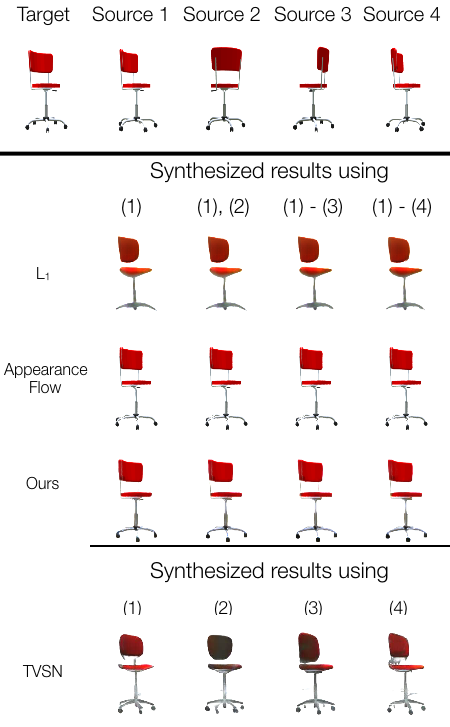 Target Source 1 Source 2 Source 3 Source 4
Synthesized results using
(1) (1), (2) (1) - (3) (1) - (4)
L₁
Appearance
Flow
Ours
Synthesized results using
(1) (2) (3) (4)
TVSN